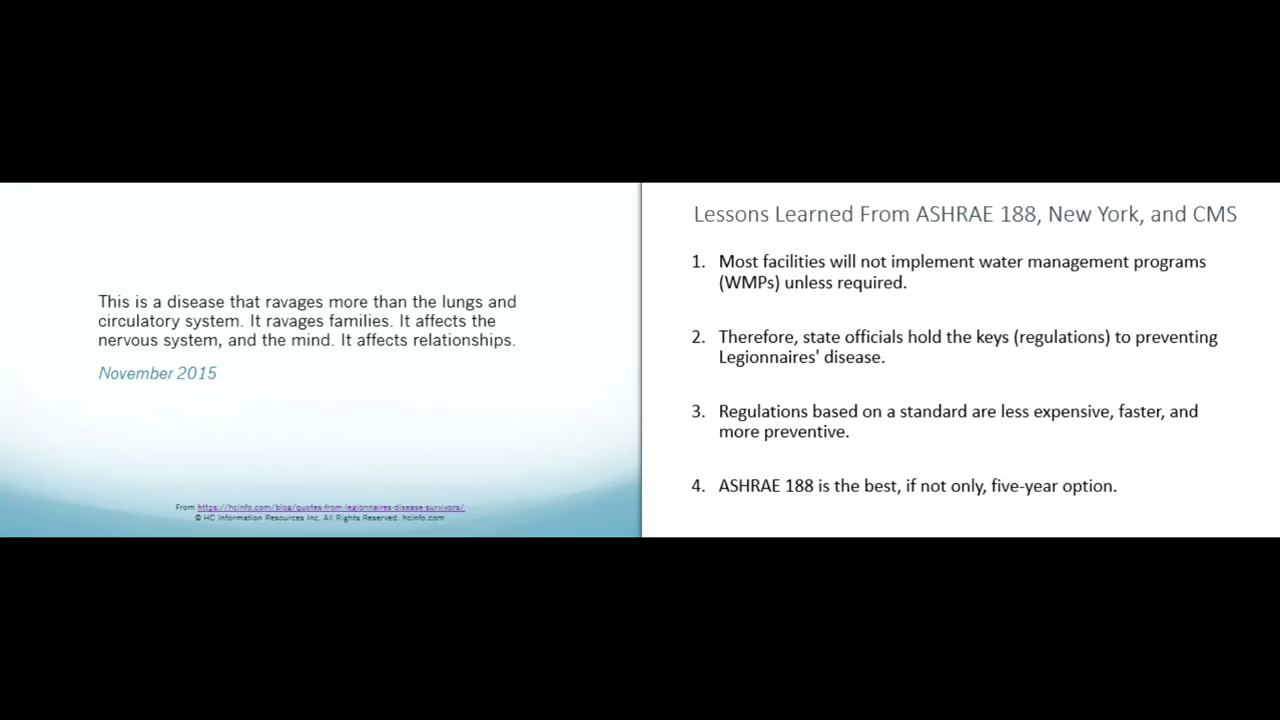 This is a disease that ravages more than the lungs and
circulatory system. It ravages families. It affects the
nervous system, and the mind. It affects relationships.
November 2015
From https://hcinfo.com/blog/quotes-from-legionnaires-disease-survivors/
© HC Information Resources Inc. All Rights Reserved. hcinfo.com
Lessons Learned From ASHRAE 188, New York, and CMS
1. Most facilities will not implement water management programs
(WMPs) unless required.
2. Therefore, state officials hold the keys (regulations) to preventing
Legionnaires' disease.
3. Regulations based on a standard are less expensive, faster, and
more preventive.
4. ASHRAE 188 is the best, if not only, five-year option.